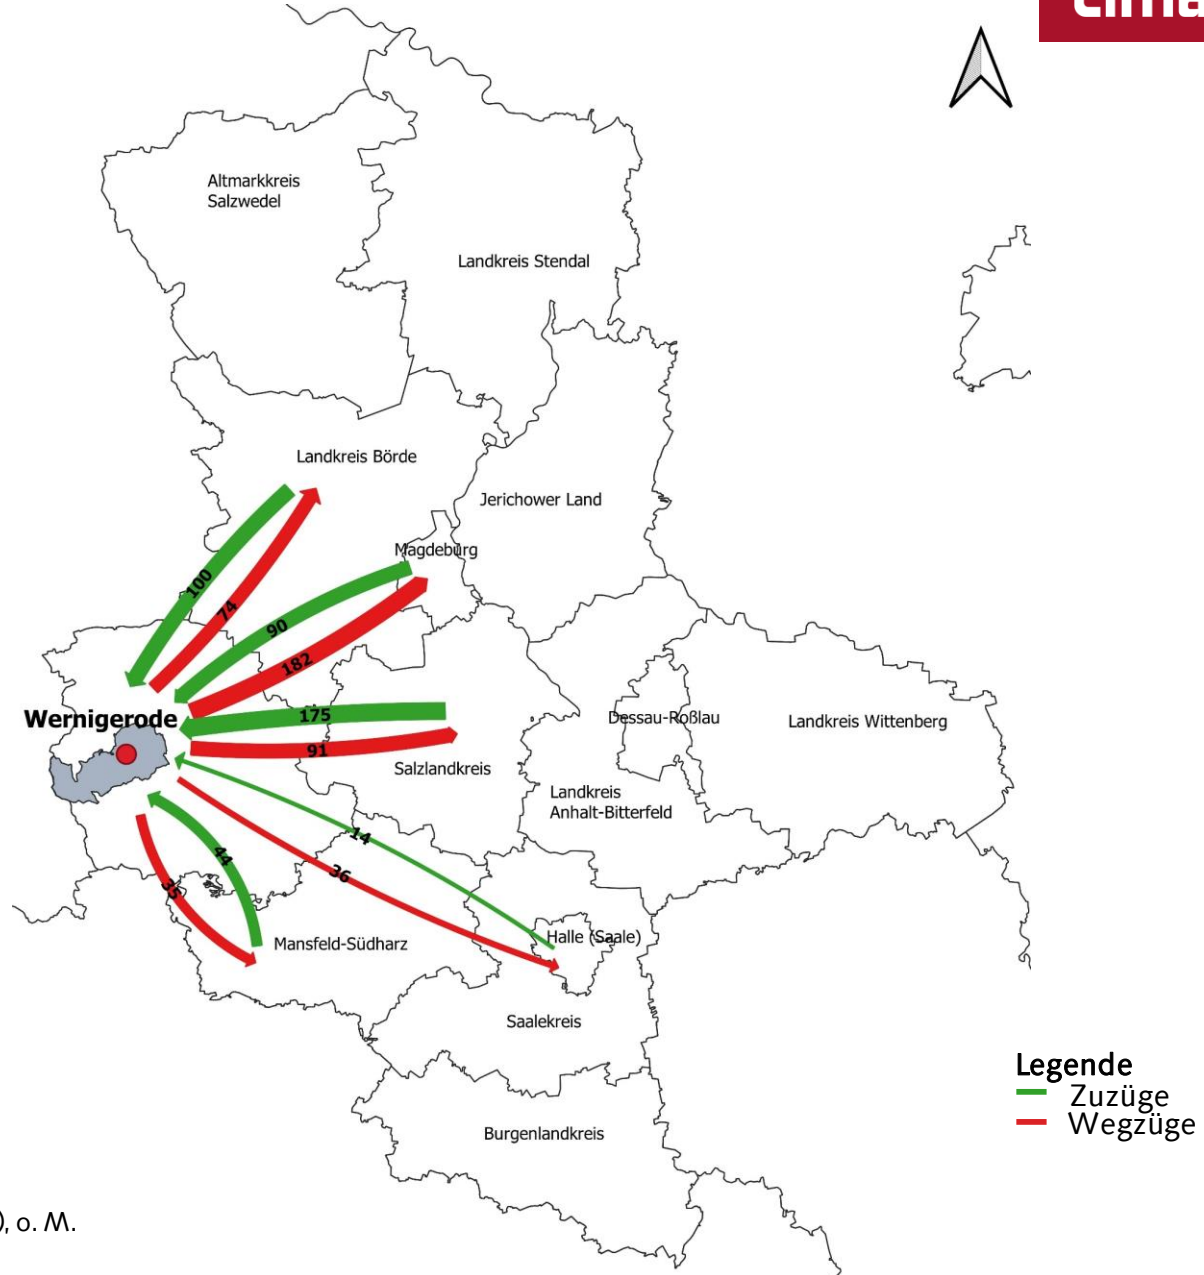 Altmarkkreis
Salzwedel
Landkreis Stendal
Landkreis Börde
Jerichower Land
Magdeburg
100
74
90
182
Wernigerode
175
91
Salzlandkreis
Dessau-Roßlau
Landkreis Wittenberg
Landkreis
Anhalt-Bitterfeld
14
36
44
35
Mansfeld-Südharz
Halle (Saale)
Saalekreis
Burgenlandkreis
Legende
Zuzüge
Wegzüge
), o. M.